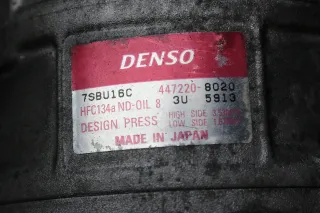 DENSO
7SBU16C 447220-8020
HFC134a ND-OIL 8 3U 5913
DESIGN PRESS HIGH SIDE
LOW SIDE
MADE IN JAPAN